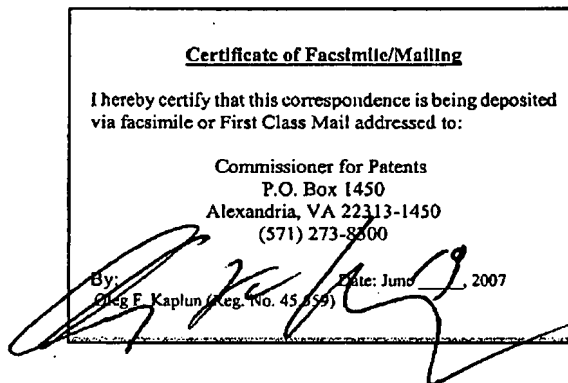 Certificate of Facsimile/Mailing
I hereby certify that this correspondence is being deposited
via facsimile or First Class Mail addressed to:
Commissioner for Patents
P.O. Box 1450
Alexandria, VA 22313-1450
(571) 273-8300
By: Date: June _____, 2007
Oleg F. Kaplun (Reg. No. 45,559)